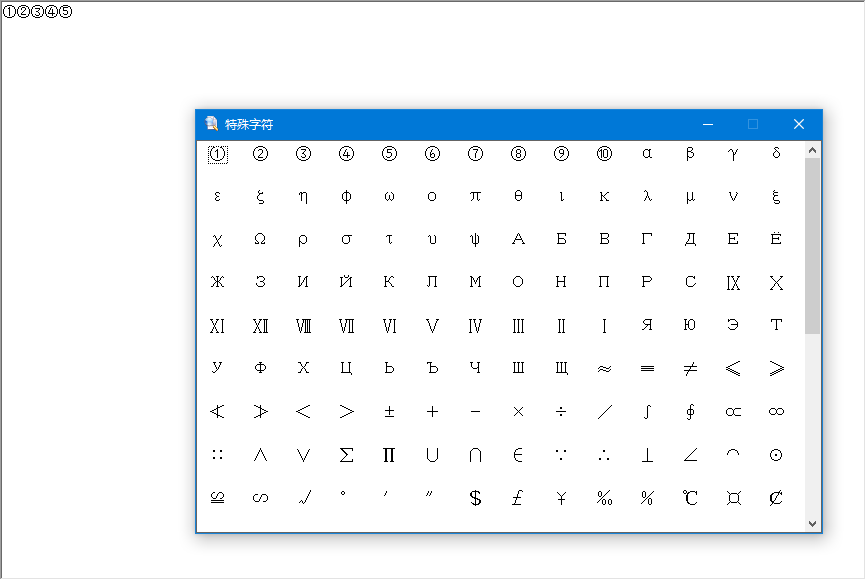 ①②③④⑤
特殊字符
① ② ③ ④ ⑤ ⑥ ⑦ ⑧ ⑨ ⑩ α β γ δ
ε ζ η φ ω ο π θ ι κ λ μ ν ξ
χ Ω ρ σ τ υ ψ А Б В Г Д Е Ё
Ж З И Й К Л М О Н П Р С Ⅸ Ⅹ
Ⅺ Ⅻ Ⅷ Ⅶ Ⅵ Ⅴ Ⅳ Ⅲ Ⅱ Ⅰ Я Ю Э Т
У Ф Х Ц Ь Ъ Ч Ш Щ ≈ ≡ ≠ ≤ ≥
≮ ≯ < > ± + − × ÷ / ∫ ∮ ∝ ∞
∷ ∧ ∨ ∑ ∏ ∪ ∩ ∈ ∵ ∴ ⊥ ∠ ⌒ ⊙
≌ ∽ √ ° ′ ″ $ £ ¥ ‰ % ℃ ¤ ₡